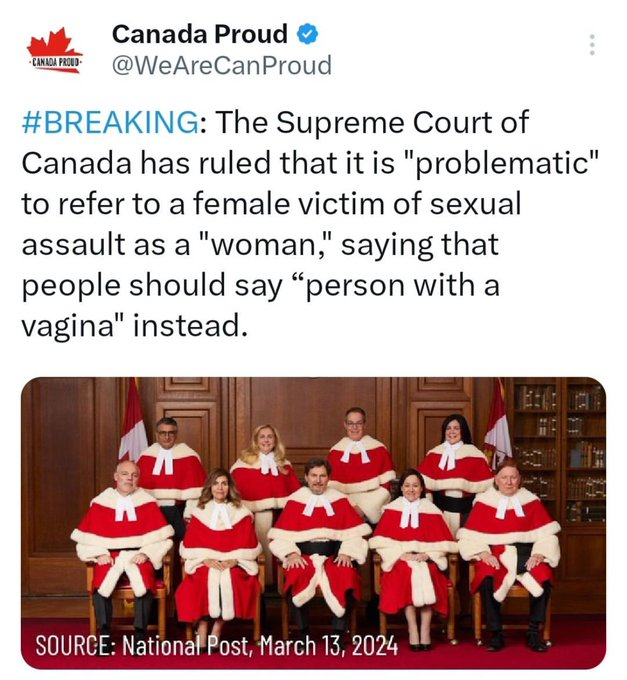 Canada Proud
·CANADA PROUD·
@WeAreCanProud
#BREAKING: The Supreme Court of
Canada has ruled that it is "problematic"
to refer to a female victim of sexual
assault as a "woman," saying that
people should say “person with a
vagina" instead.
SOURCE: National Post, March 13, 2024